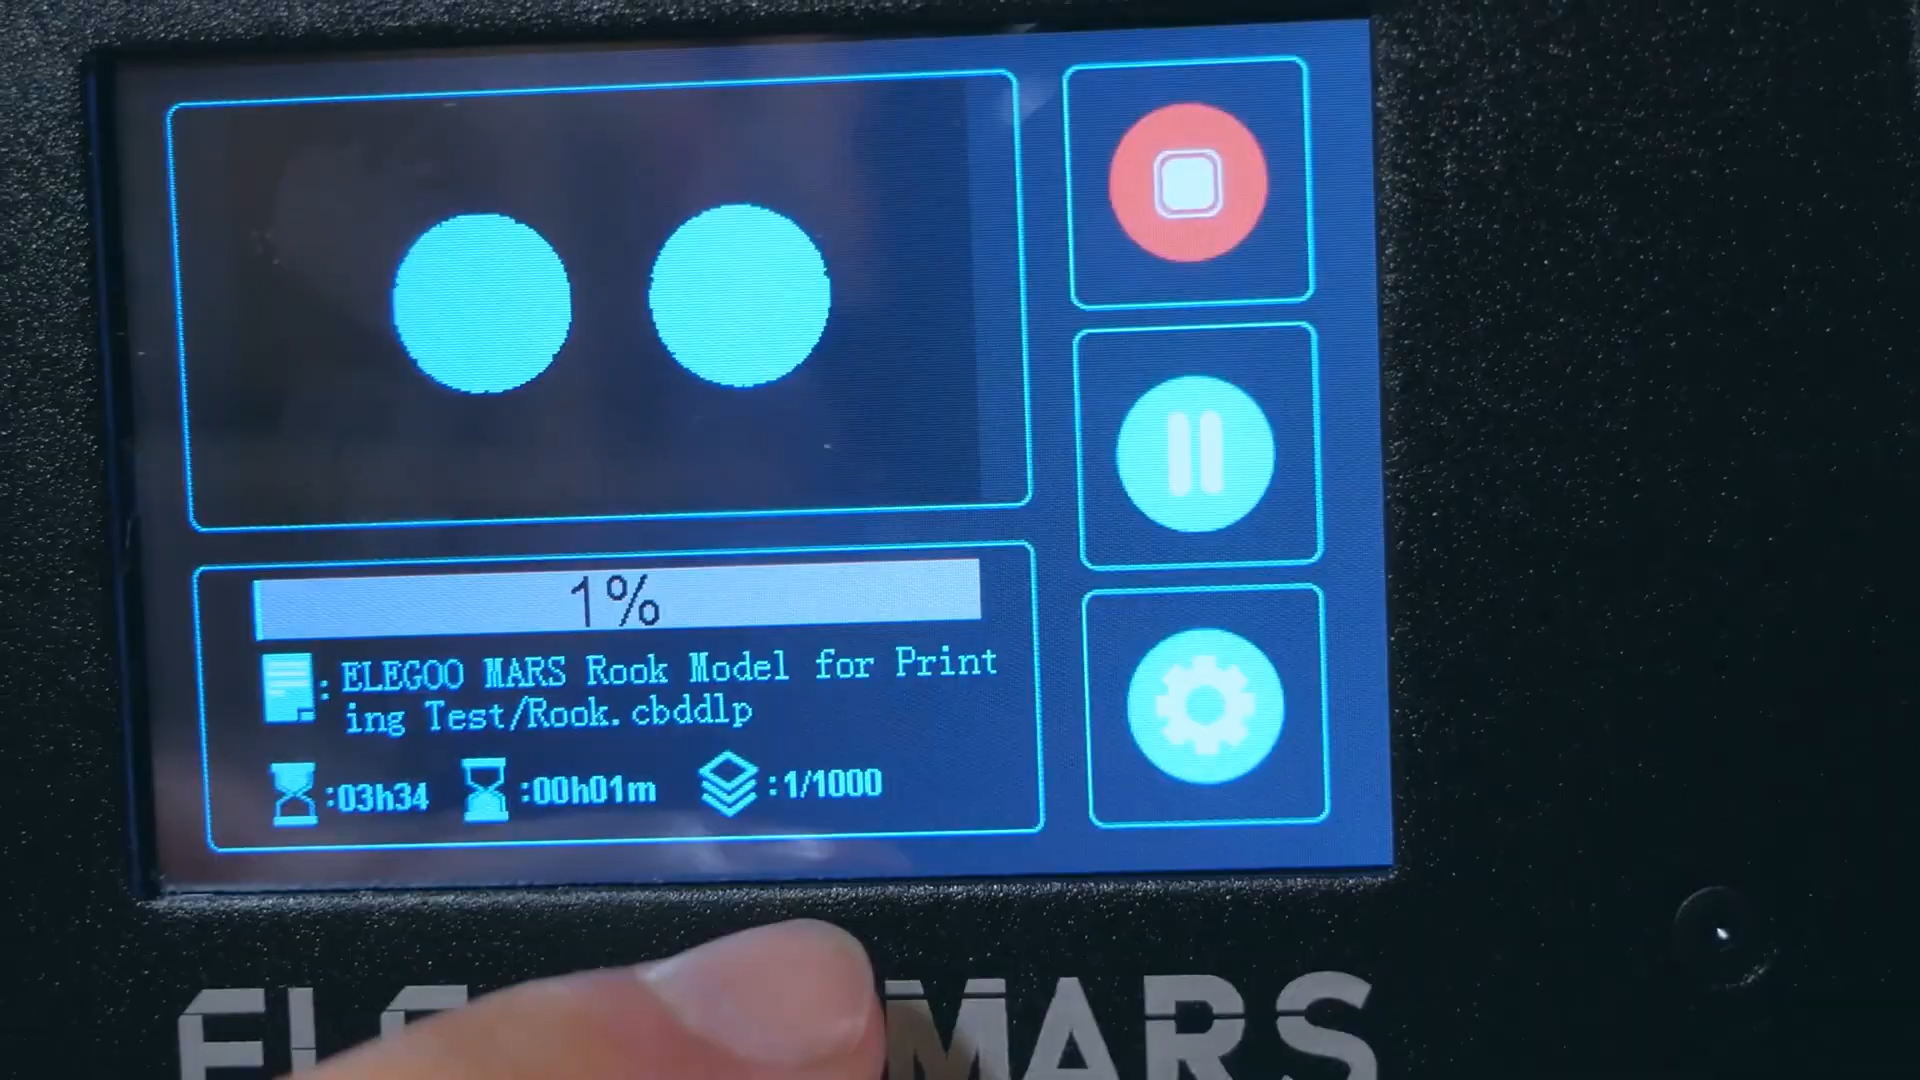 1%
: ELEGOO MARS Rook Model for Print
ing Test/Rook.cbddlp
:03h34 :00h01m :1/1000
MARS